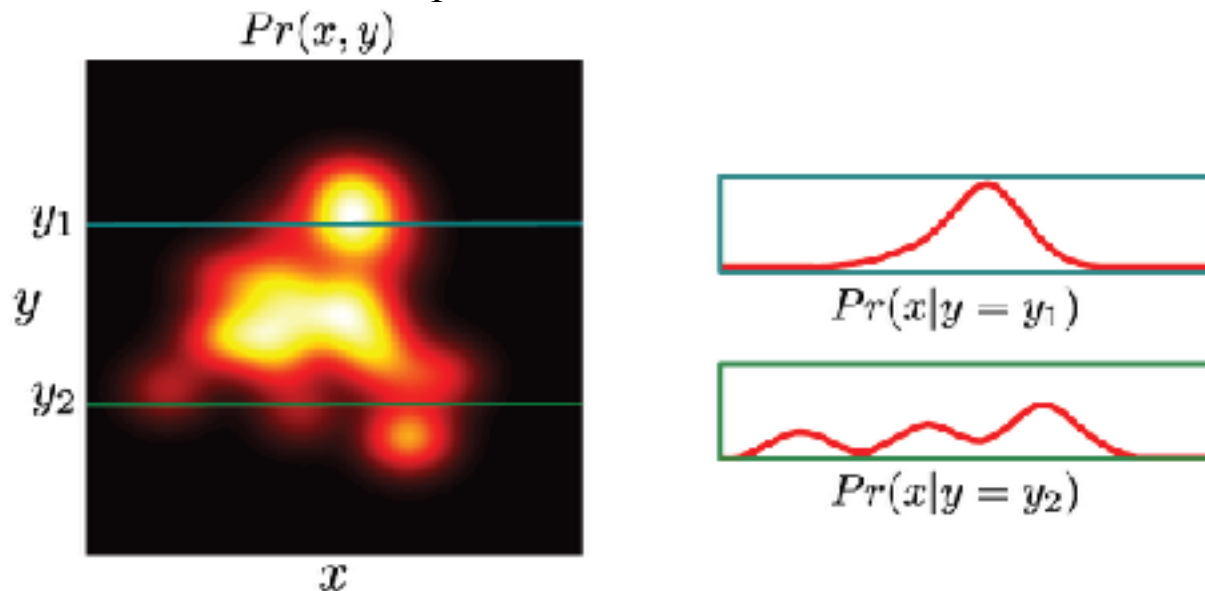 Pr(x, y)
y1
y
y2
x
Pr(x|y = y1)
Pr(x|y = y2)